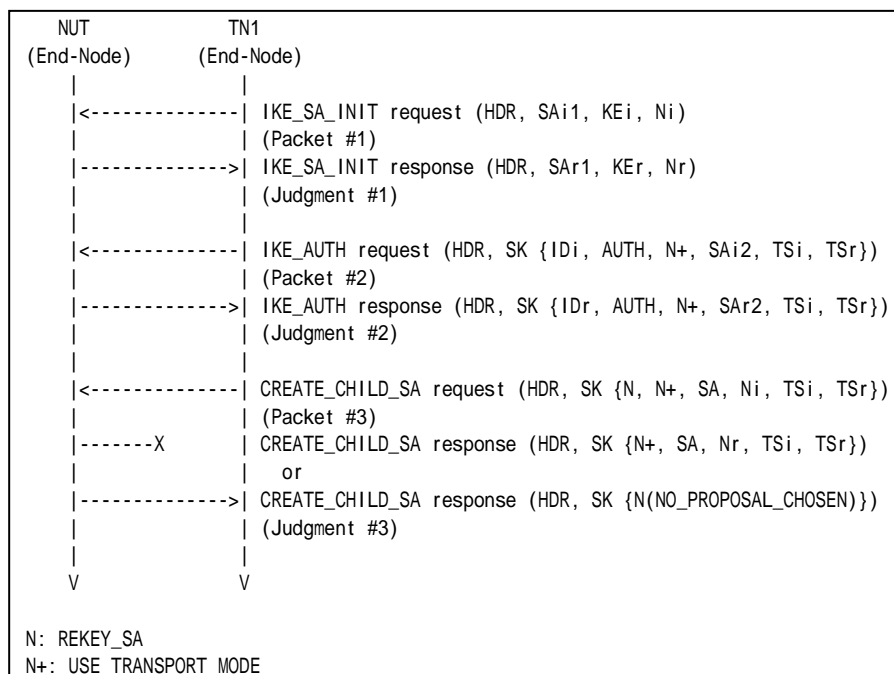 NUT TN1
(End-Node) (End-Node)
| |
|<--------------| IKE_SA_INIT request (HDR, SAi1, KEi, Ni)
| | (Packet #1)
|-------------->| IKE_SA_INIT response (HDR, SAr1, KEr, Nr)
| | (Judgment #1)
| |
|<--------------| IKE_AUTH request (HDR, SK {IDi, AUTH, N+, SAi2, TSi, TSr})
| | (Packet #2)
|-------------->| IKE_AUTH response (HDR, SK {IDr, AUTH, N+, SAr2, TSi, TSr})
| | (Judgment #2)
| |
|<--------------| CREATE_CHILD_SA request (HDR, SK {N, N+, SA, Ni, TSi, TSr})
| | (Packet #3)
|-------X | CREATE_CHILD_SA response (HDR, SK {N+, SA, Nr, TSi, TSr})
| | or
|-------------->| CREATE_CHILD_SA response (HDR, SK {N(NO_PROPOSAL_CHOSEN)})
| | (Judgment #3)
| |
V V
N: REKEY_SA
N+: USE_TRANSPORT_MODE